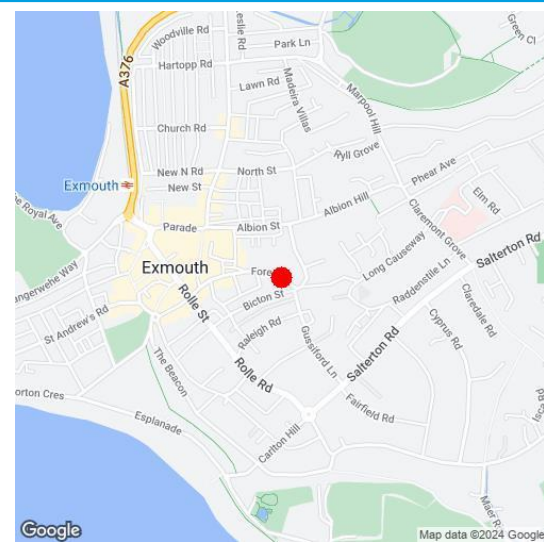 Woodville Rd
Park Ln
Hartopp Rd
A376
Lawn Rd
Madeira Villas
Marpool Hill
Church Rd
Ryll Grove
New N Rd
North St
Phear Ave
Exmouth
New St
Elm Rd
Albion Hill
Claremont Grove
Parade
Albion St
Salterton Rd
Exmouth
Long Causeway
Raddenstile Ln
Claredale Rd
Rolle St
Bicton St
St Andrew's Rd
Raleigh Rd
Gussiford Ln
Cyprus Rd
The Beacon
Rolle Rd
Salterton Rd
Esplanade
Fairfield Rd
Carlton Hill
Google
Map data ©2024 Google